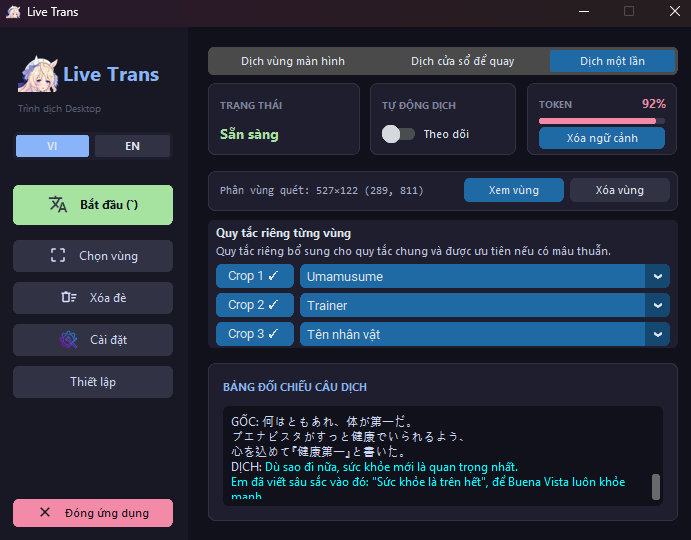 Live Trans
Live Trans
Trình dịch Desktop
VI
EN
Bắt đầu (`)
Chọn vùng
Xóa đè
Cài đặt
Thiết lập
Đóng ứng dụng
Dịch vùng màn hình
Dịch cửa sổ để quay
Dịch một lần
TRẠNG THÁI
Sẵn sàng
TỰ ĐỘNG DỊCH
Theo dõi
TOKEN
92%
Xóa ngữ cảnh
Phân vùng quét: 527×122 (289, 811)
Xem vùng
Xóa vùng
Quy tắc riêng từng vùng
Quy tắc riêng bổ sung cho quy tắc chung và được ưu tiên nếu có mâu thuẫn.
Crop 1 ✓
Umamusume
Crop 2 ✓
Trainer
Crop 3 ✓
Tên nhân vật
BẢNG ĐỐI CHIẾU CÂU DỊCH
GỐC: 何はともあれ、体が第一だ。
ブエナビスタがずっと健康でいられるよう、
心を込めて『健康第一』と書いた。
DỊCH: Dù sao đi nữa, sức khỏe mới là quan trọng nhất.
Em đã viết sâu sắc vào đó: "Sức khỏe là trên hết", để Buena Vista luôn khỏe
mạnh